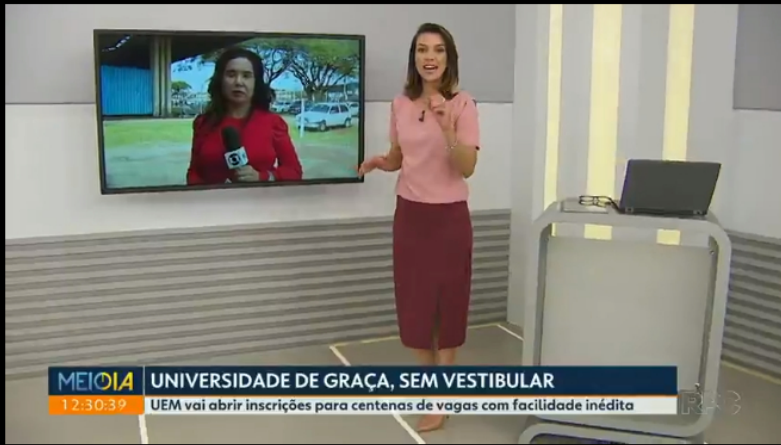 MEIODIA
UNIVERSIDADE DE GRAÇA, SEM VESTIBULAR
12:30:39
UEM vai abrir inscrições para centenas de vagas com facilidade inédita
RPC